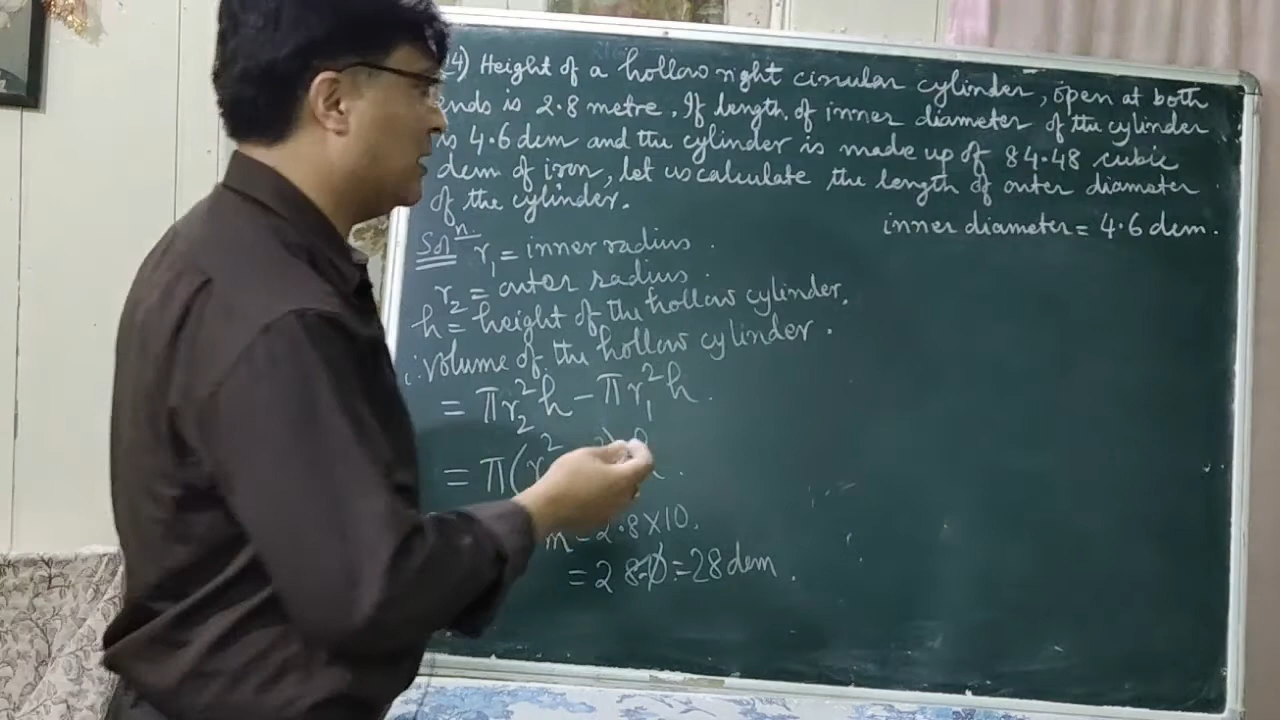 4) Height of a hollow right circular cylinder, open at both
ends is 2.8 metre. If length of inner diameter of the cylinder
is 4.6 dcm and the cylinder is made up of 84.48 cubic
dcm of iron, let us calculate the length of outer diameter
of the cylinder.
inner diameter = 4.6 dcm.
Solⁿ. r₁ = inner radius.
r₂ = outer radius.
h = height of the hollow cylinder.
∴ Volume of the hollow cylinder.
= πr₂²h - πr₁²h.
= π(r²
m = 2.8 × 10.
= 28 = 28 dcm.